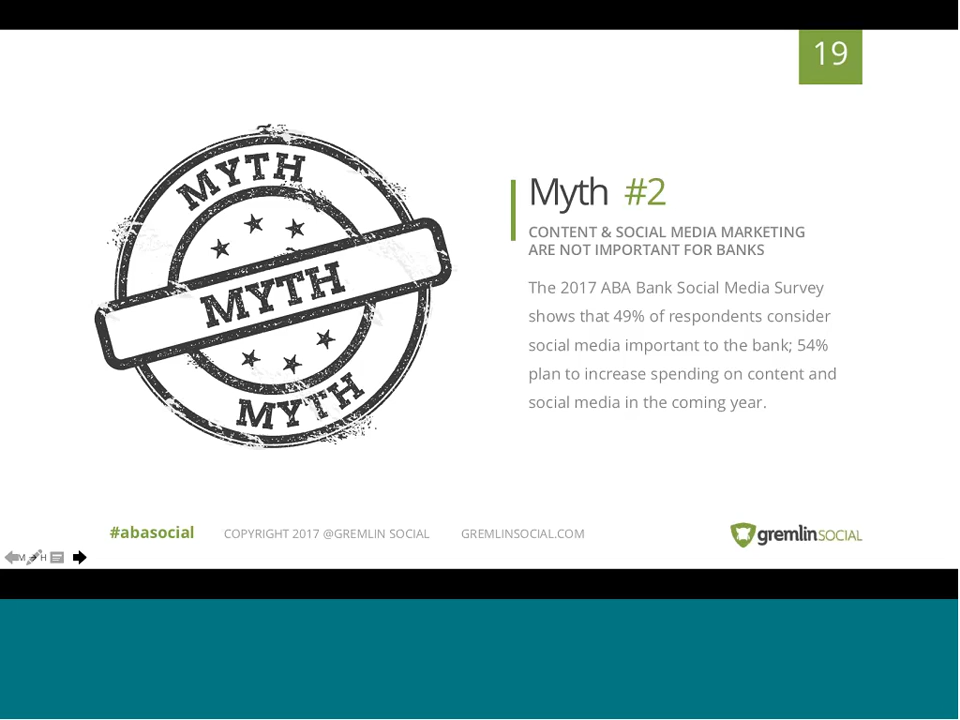 19
MYTH
MYTH
MYTH
Myth #2
CONTENT & SOCIAL MEDIA MARKETING
ARE NOT IMPORTANT FOR BANKS
The 2017 ABA Bank Social Media Survey
shows that 49% of respondents consider
social media important to the bank; 54%
plan to increase spending on content and
social media in the coming year.
#abasocial COPYRIGHT 2017 @GREMLIN SOCIAL GREMLINSOCIAL.COM
gremlinSOCIAL